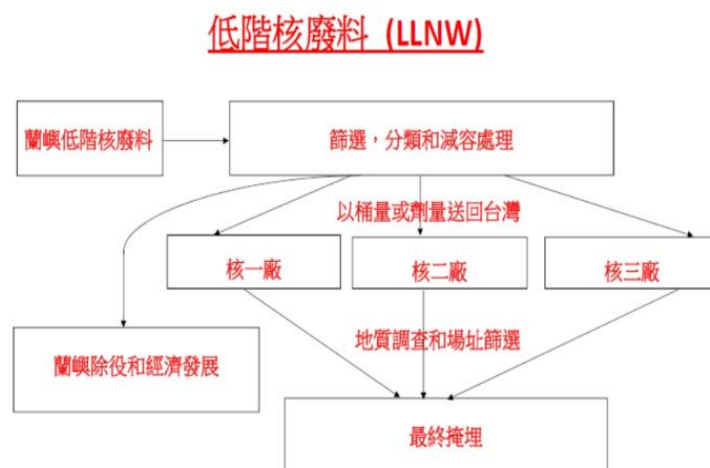 低階核廢料 (LLNW)
蘭嶼低階核廢料
篩選，分類和減容處理
以桶量或劑量送回台灣
核一廠
核二廠
核三廠
地質調查和場址篩選
蘭嶼除役和經濟發展
最終掩埋